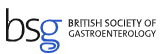 bsg
BRITISH SOCIETY OF
GASTROENTEROLOGY